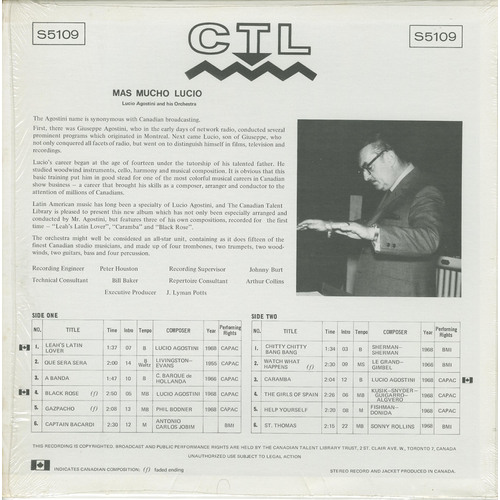 S5109
CTL
S5109
MAS MUCHO LUCIO
Lucio Agostini and his Orchestra
The Agostini name is synonymous with Canadian broadcasting.
First, there was Giuseppe Agostini, who in the early days of network radio, conducted several
prominent programs which originated in Montreal. Next came Lucio, son of Giuseppe, who
not only conquered all facets of radio, but went on to distinguish himself in films, television and
recordings.
Lucio's career began at the age of fourteen under the tutorship of his talented father. He
studied woodwind instruments, cello, harmony and musical composition. It is obvious that this
basic training put him in good stead for one of the most colorful musical careers in Canadian
show business – a career that brought his skills as a composer, arranger and conductor to the
attention of millions of Canadians.
Latin American music has long been a specialty of Lucio Agostini, and The Canadian Talent
Library is pleased to present this new album which has not only been especially arranged and
conducted by Mr. Agostini, but features three of his own compositions, recorded for the first
time – "Leah's Latin Lover", "Caramba" and "Black Rose".
The orchestra might well be considered an all-star unit, containing as it does fifteen of the
finest Canadian studio musicians, and made up of four trombones, two trumpets, two wood-
winds, two guitars, bass and four percussion.
Recording Engineer Peter Houston Recording Supervisor Johnny Burt
Technical Consultant Bill Baker Repertoire Consultant Arthur Collins
Executive Producer J. Lyman Potts
SIDE ONE
NO. TITLE Time Intro Tempo COMPOSER Year Performing Rights
1. LEAH'S LATIN LOVER 1:37 07 B LUCIO AGOSTINI 1969 CAPAC
2. QUE SERA SERA 2:00 14 B Waltz LIVINGSTON- EVANS 1955 CAPAC
3. A BANDA 1:47 10 B C. BARQUE de HOLLANDA 1966 CAPAC
4. BLACK ROSE (f) 2:50 05 MB LUCIO AGOSTINI 1968 CAPAC
5. GAZPACHO (f) 2:08 12 MB PHIL BODNER 1968 CAPAC
6. CAPTAIN BACARDI 2:30 12 M ANTONIO CARLOS JOBIM BMI
SIDE TWO
NO. TITLE Time Intro Tempo COMPOSER Year Performing Rights
1. CHITTY CHITTY BANG BANG 1:34 03 B SHERMAN- SHERMAN 1968 BMI
2. WATCH WHAT HAPPENS (f) 2:30 09 MS LE GRAND- GIMBEL 1968 BMI
3. CARAMBA 2:04 12 B LUCIO AGOSTINI 1968 CAPAC
4. THE GIRLS OF SPAIN 2:26 09 MB KUSIK-SNYDER- GUIGARRO- ALGVERO 1968 BMI
5. HELP YOURSELF 2:20 08 M FISHMAN- DONIDA 1968 BMI
6. ST. THOMAS 2:15 22 B SONNY ROLLINS 1968 BMI
THIS RECORDING IS COPYRIGHTED. BROADCAST AND PUBLIC PERFORMANCE RIGHTS ARE HELD BY THE CANADIAN TALENT LIBRARY TRUST, 2 ST. CLAIR AVE. W., TORONTO 7, CANADA
UNAUTHORIZED USE SUBJECT TO LEGAL ACTION.
INDICATES CANADIAN COMPOSITION; (f) faded ending STEREO RECORD AND JACKET PRODUCED IN CANADA.